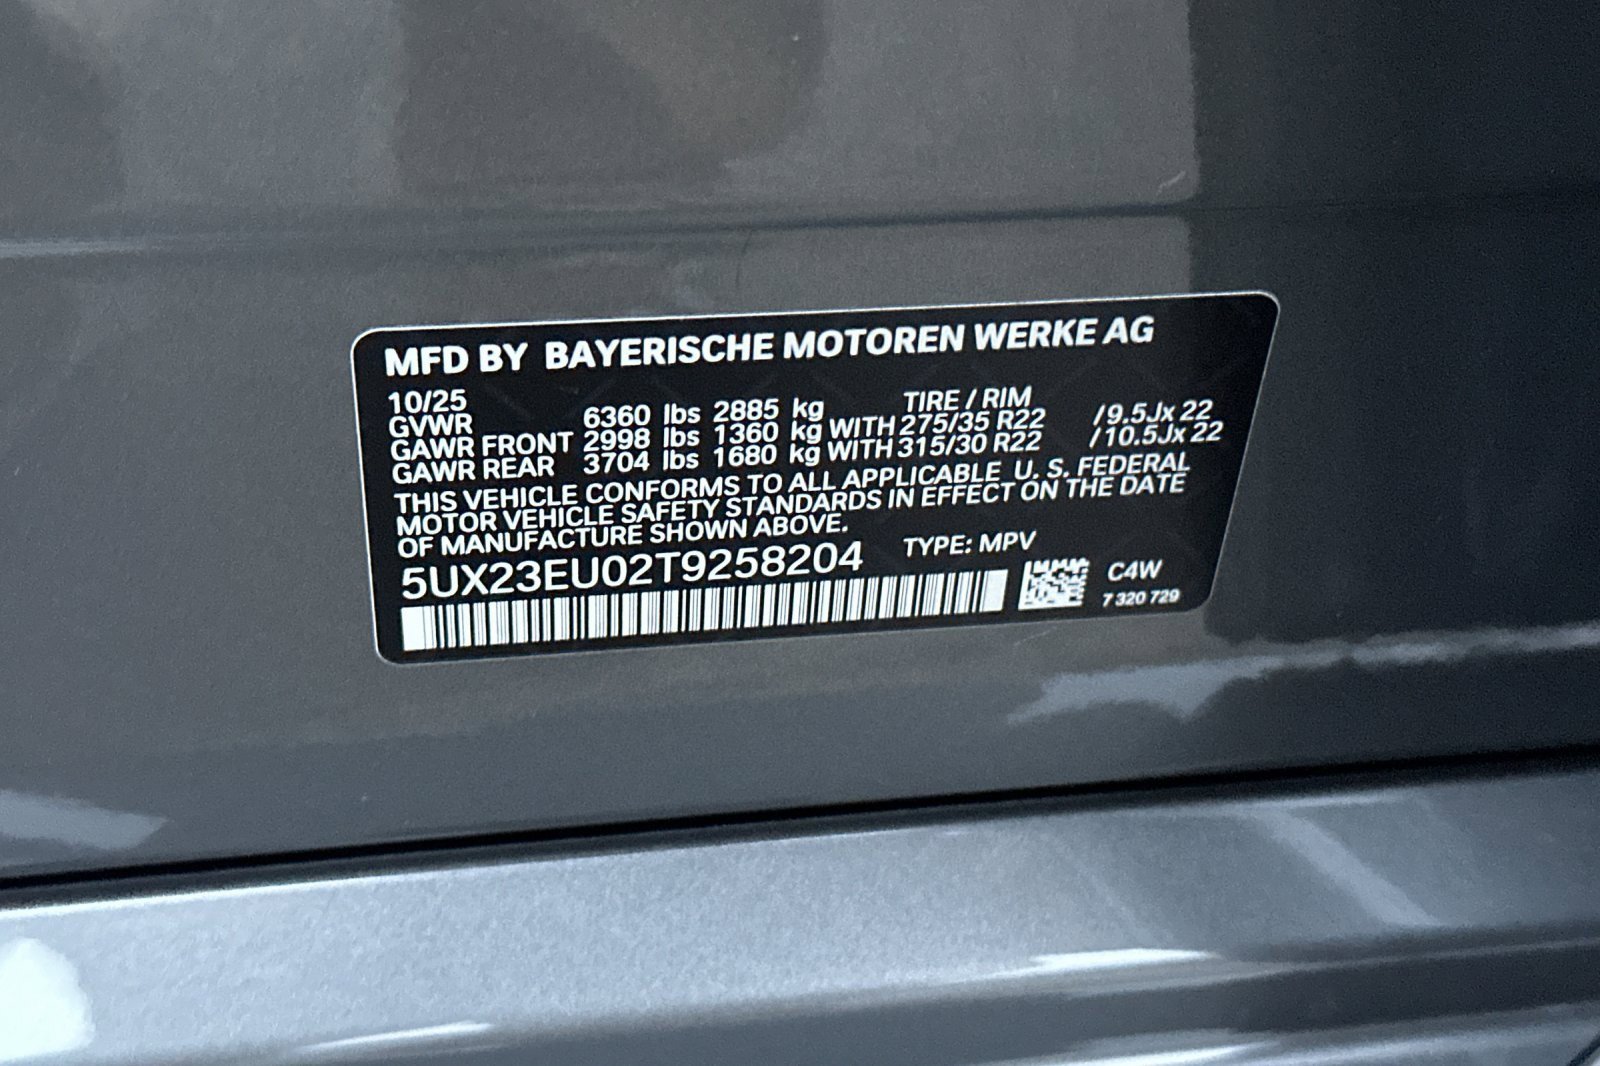 MFD BY BAYERISCHE MOTOREN WERKE AG
10/25 TIRE / RIM
GVWR 6360 lbs 2885 kg
GAWR FRONT 2998 lbs 1360 kg WITH 275/35 R22 /9.5Jx 22
GAWR REAR 3704 lbs 1680 kg WITH 315/30 R22 /10.5Jx 22
THIS VEHICLE CONFORMS TO ALL APPLICABLE U. S. FEDERAL
MOTOR VEHICLE SAFETY STANDARDS IN EFFECT ON THE DATE
OF MANUFACTURE SHOWN ABOVE.
5UX23EU02T9258204 TYPE: MPV
C4W
7 320 729